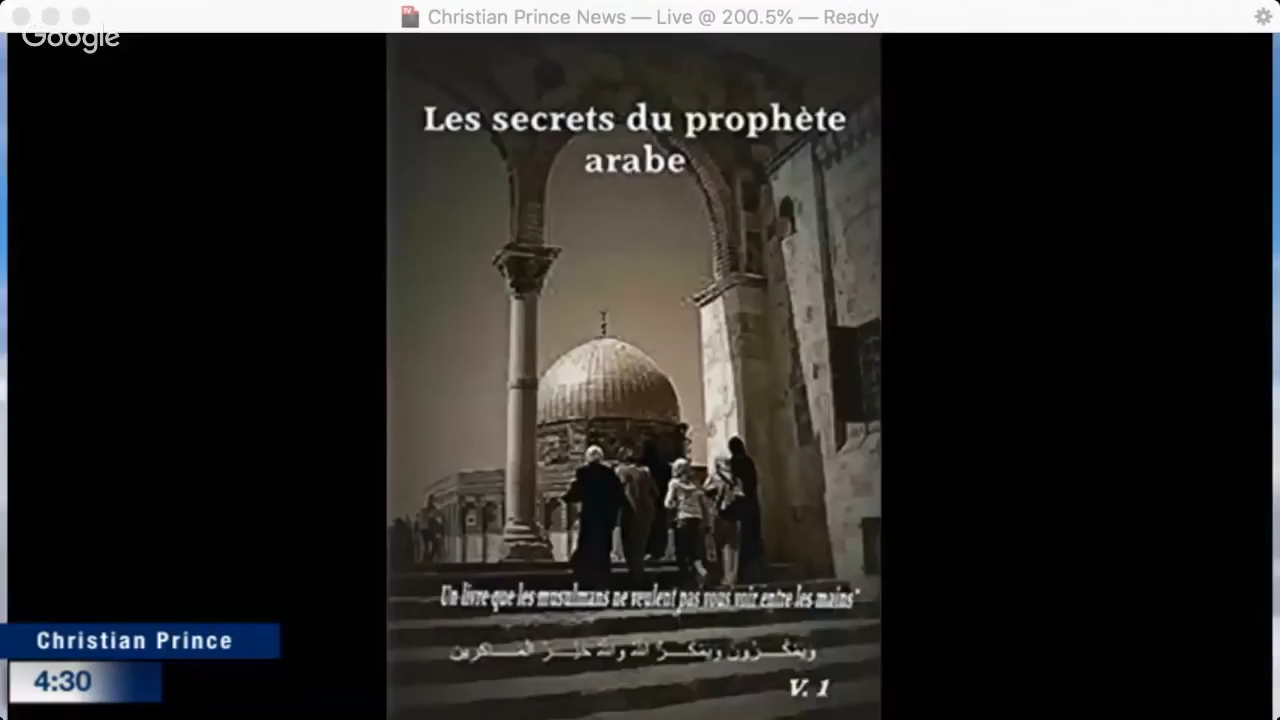 Christian Prince News — Live @ 200.5% — Ready
Google
Les secrets du prophète
arabe
Un livre que les musulmans ne veulent pas vous voir entre les mains"
ويمكرون ويمكر الله والله خير الماكرين
V. 1
Christian Prince
4:30